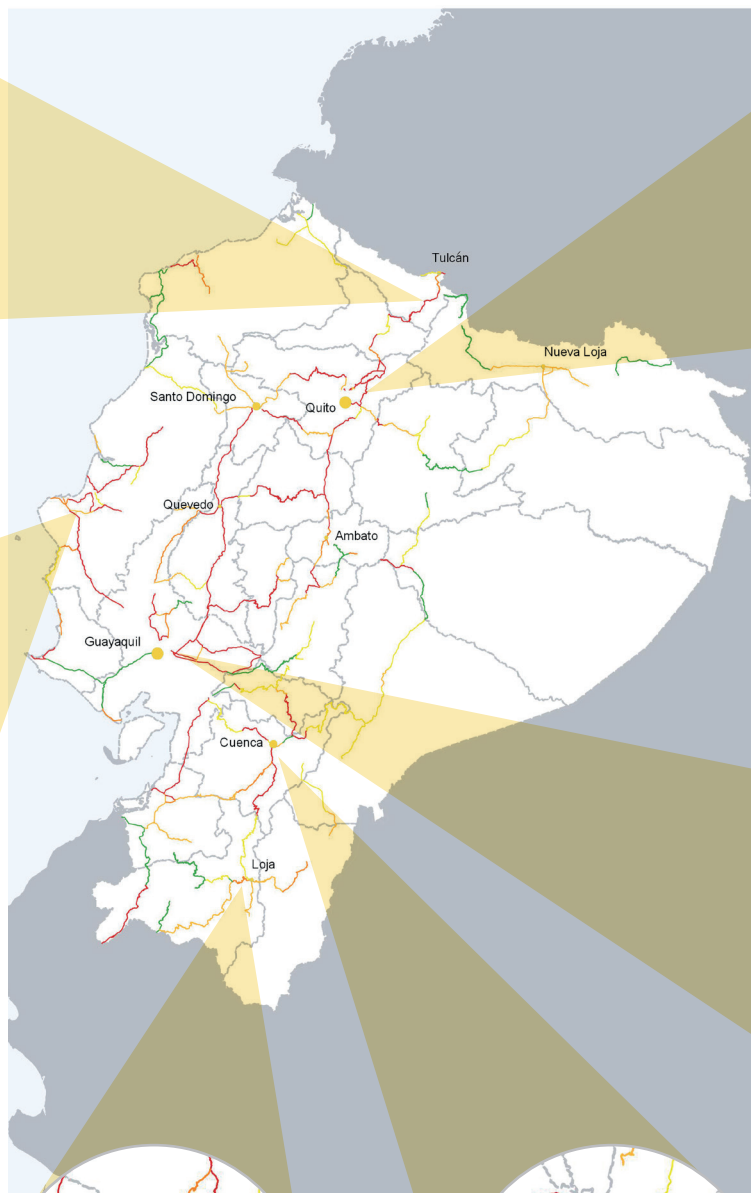 Tulcán
Nueva Loja
Santo Domingo
Quito
Quevedo
Ambato
Guayaquil
Cuenca
Loja